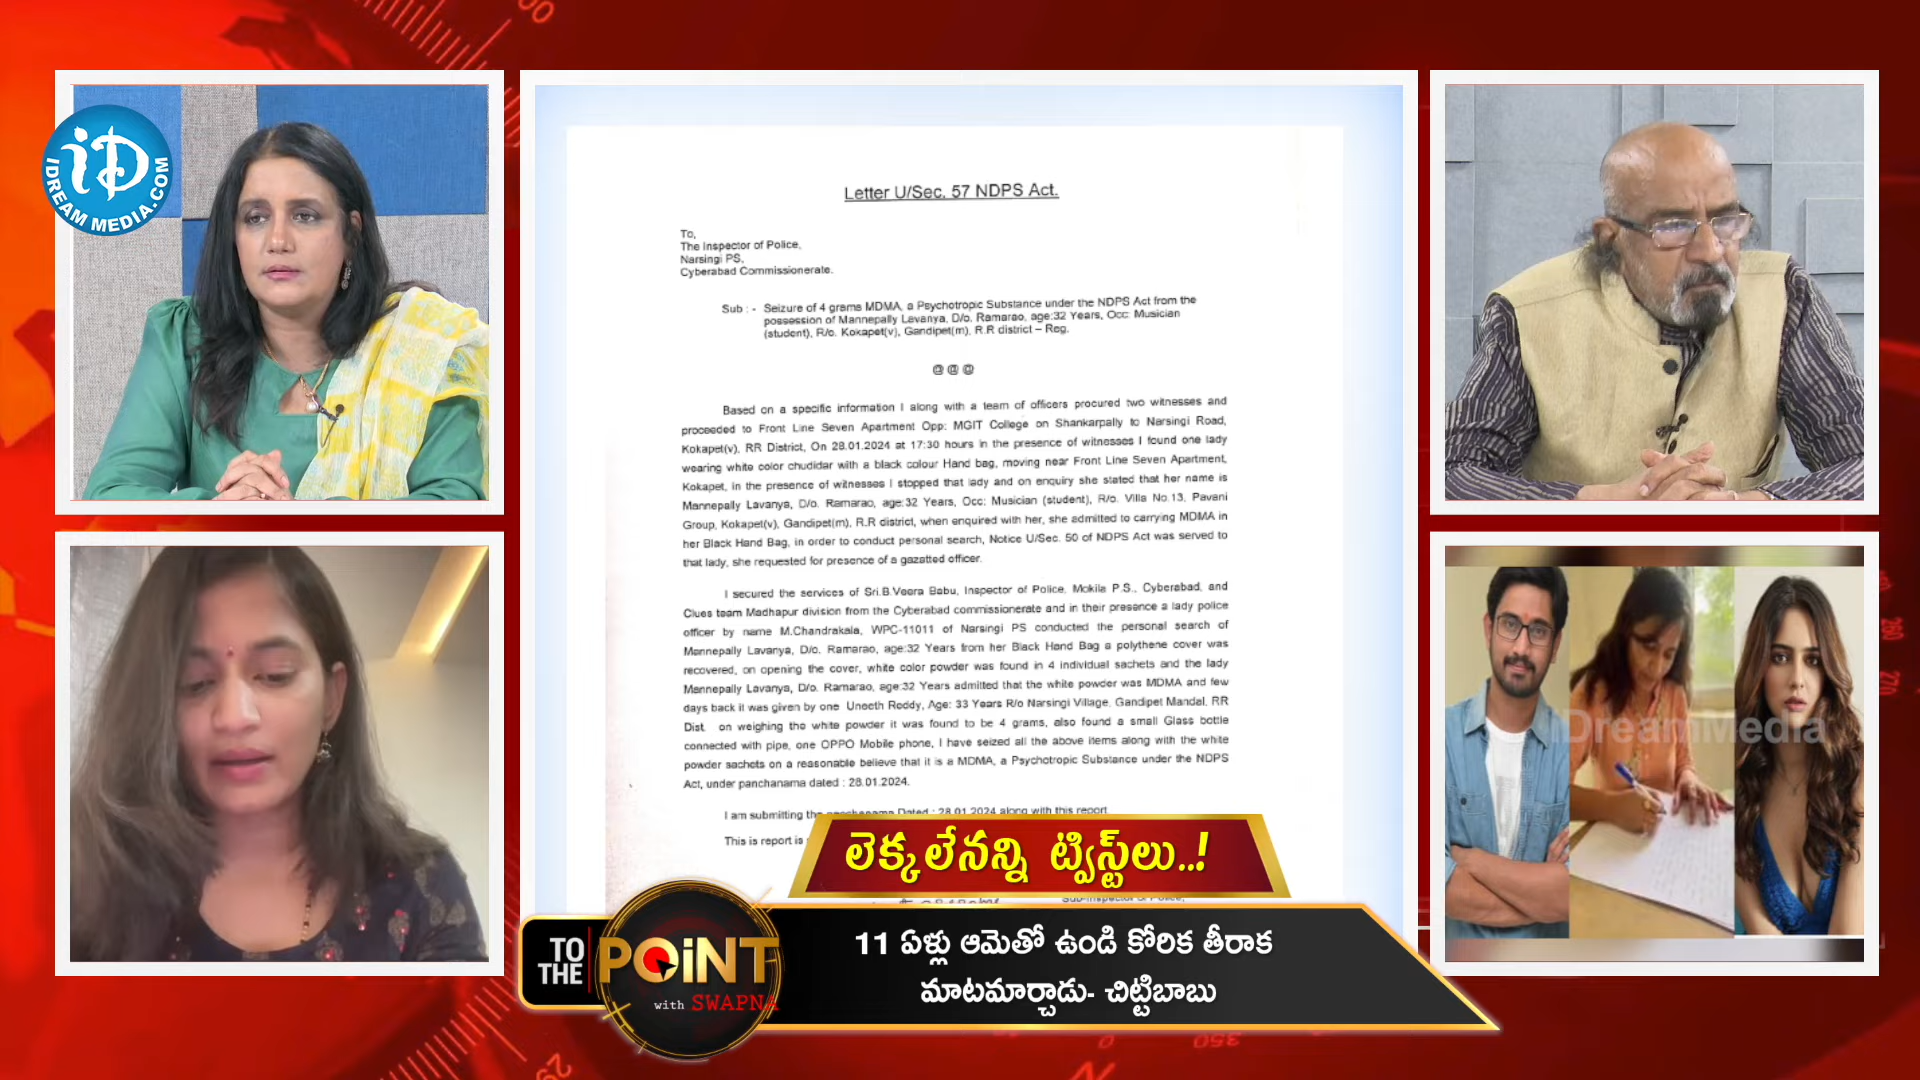 iD
IDREAM MEDIA.COM
Letter U/Sec. 57 NDPS Act.
To,
The Inspector of Police,
Narsingi PS,
Cyberabad Commissionerate.
Sub : - Seizure of 4 grams MDMA, a Psychotropic Substance under the NDPS Act from the
possession of Mannepally Lavanya, D/o. Ramarao, age:32 Years, Occ: Musician
(student), R/o. Kokapet(v), Gandipet(m), R.R district – Reg.
@ @ @
Based on a specific information I along with a team of officers procured two witnesses and
proceeded to Front Line Seven Apartment Opp: MGIT College on Shankarpally to Narsingi Road,
Kokapet(v), RR District, On 28.01.2024 at 17:30 hours in the presence of witnesses I found one lady
wearing white color chudidar with a black colour Hand bag, moving near Front Line Seven Apartment,
Kokapet, in the presence of witnesses I stopped that lady and on enquiry she stated that her name is
Mannepally Lavanya, D/o. Ramarao, age:32 Years, Occ: Musician (student), R/o. Villa No.13, Pavani
Group, Kokapet(v), Gandipet(m), R.R district, when enquired with her, she admitted to carrying MDMA in
her Black Hand Bag, in order to conduct personal search, Notice U/Sec. 50 of NDPS Act was served to
that lady, she requested for presence of a gazatted officer.
I secured the services of Sri.B.Veera Babu, Inspector of Police, Mokila P.S., Cyberabad, and
Clues team Madhapur division from the Cyberabad commissionerate and in their presence a lady police
officer by name M.Chandrakala, WPC-11011 of Narsingi PS conducted the personal search of
Mannepally Lavanya, D/o. Ramarao, age:32 Years from her Black Hand Bag a polythene cover was
recovered, on opening the cover, white color powder was found in 4 individual sachets and the lady
Mannepally Lavanya, D/o. Ramarao, age:32 Years admitted that the white powder was MDMA and few
days back it was given by one Uneeth Reddy, Age: 33 Years R/o Narsingi Village, Gandipet Mandal, RR
Dist. on weighing the white powder it was found to be 4 grams, also found a small Glass bottle
connected with pipe, one OPPO Mobile phone, I have seized all the above items along with the white
powder sachets on a reasonable believe that it is a MDMA, a Psychotropic Substance under the NDPS
Act, under panchanama dated : 28.01.2024.
I am submitting the panchanama Dated : 28.01.2024 along with this report
This is report is
Sub-Inspector of Police,
iDreamMedia
లెక్కలేనన్ని ట్విస్ట్‌లు..!
TO THE POINT
with SWAPNA
11 ఏళ్లు ఆమెతో ఉండి కోరిక తీరాక
మాటమార్చాడు- చిట్టిబాబు